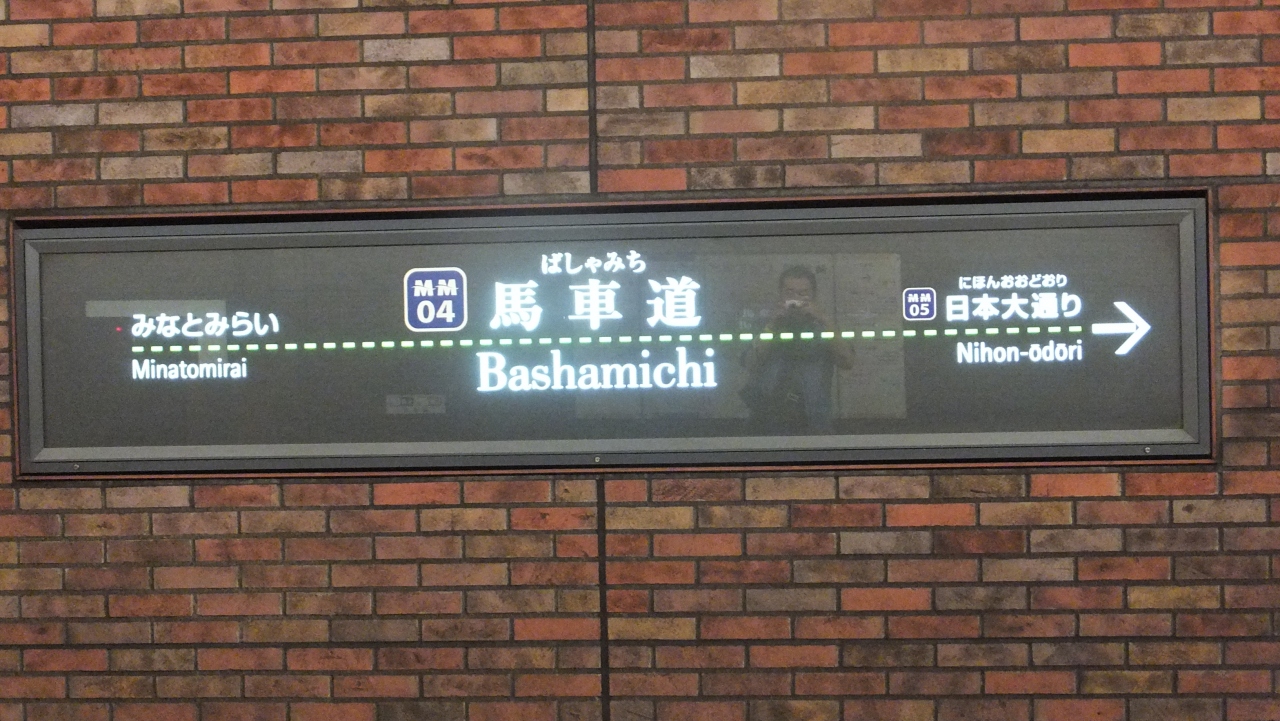 みなとみらい
Minatomirai
MM
04
ばしゃみち
馬車道
Bashamichi
MM
05
にほんおおどおり
日本大通り
Nihon-ōdōri